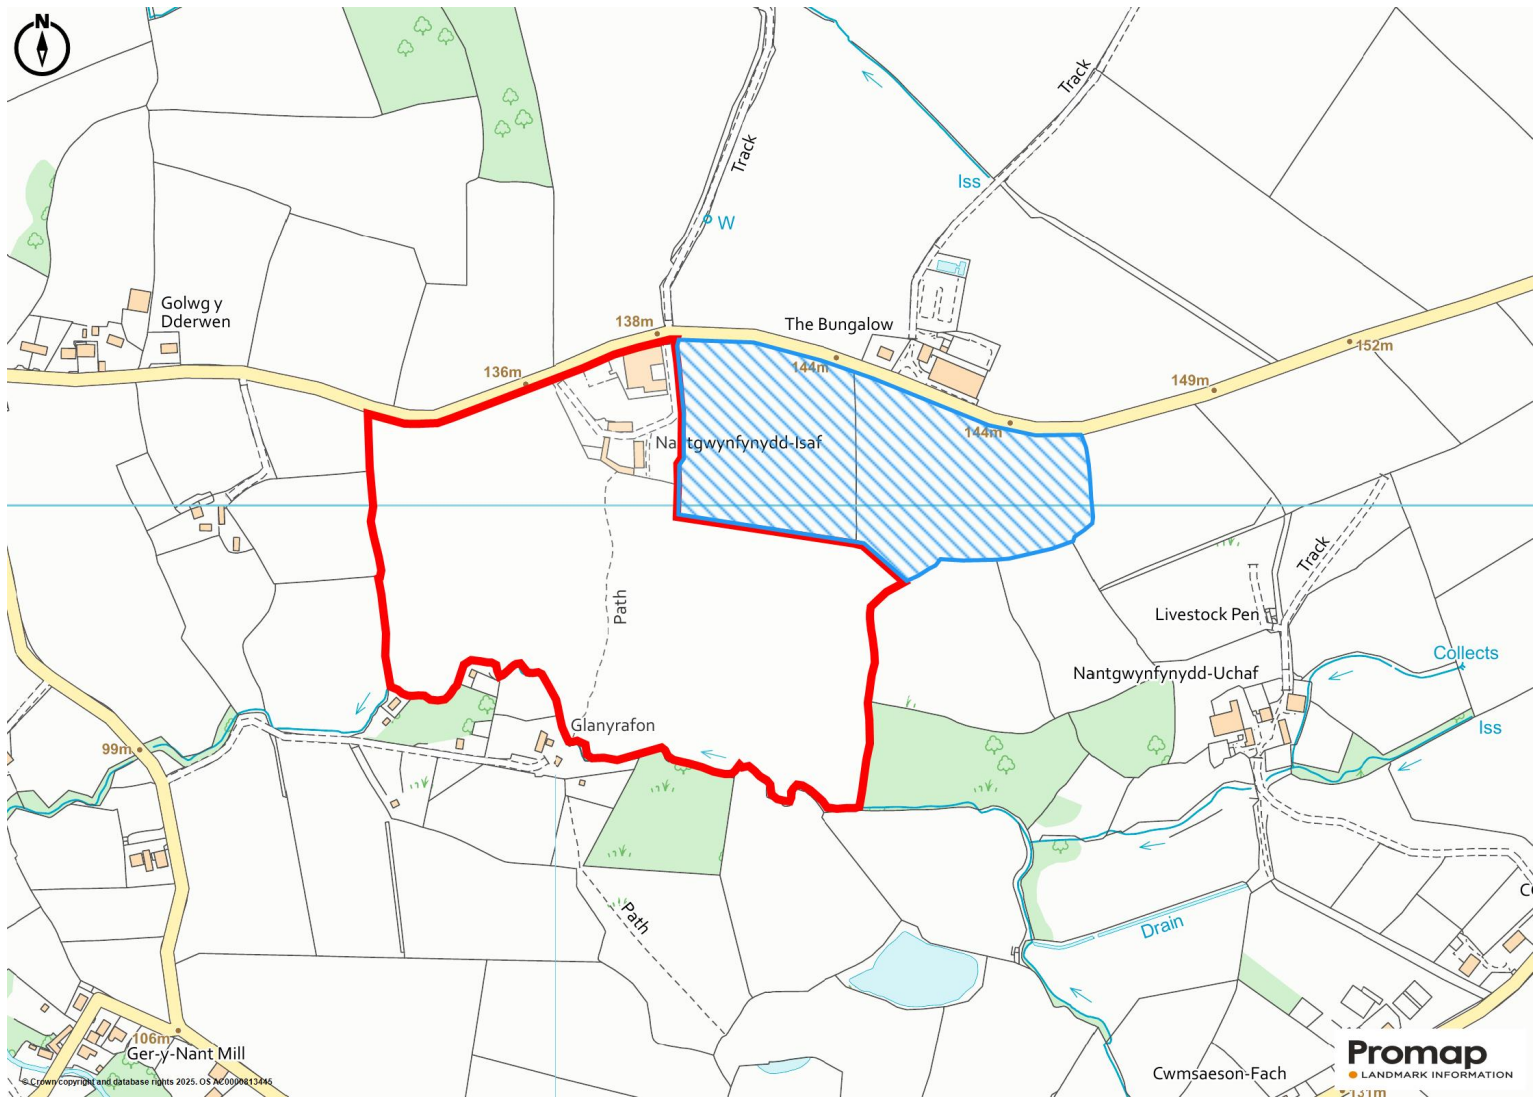 N
Track
Track
Iss
W
Golwg y
Dderwen
138m
The Bungalow
144m
152m
136m
149m
144m
Nantgwynfynydd-Isaf
Track
Path
Livestock Pen
Collects
Nantgwynfynydd-Uchaf
Iss
Glanyrafon
99m
Path
Drain
106m
Ger-y-Nant Mill
Cwmsaeson-Fach
© Crown copyright and database rights 2025. OS AC0000813445
Promap
LANDMARK INFORMATION
131m